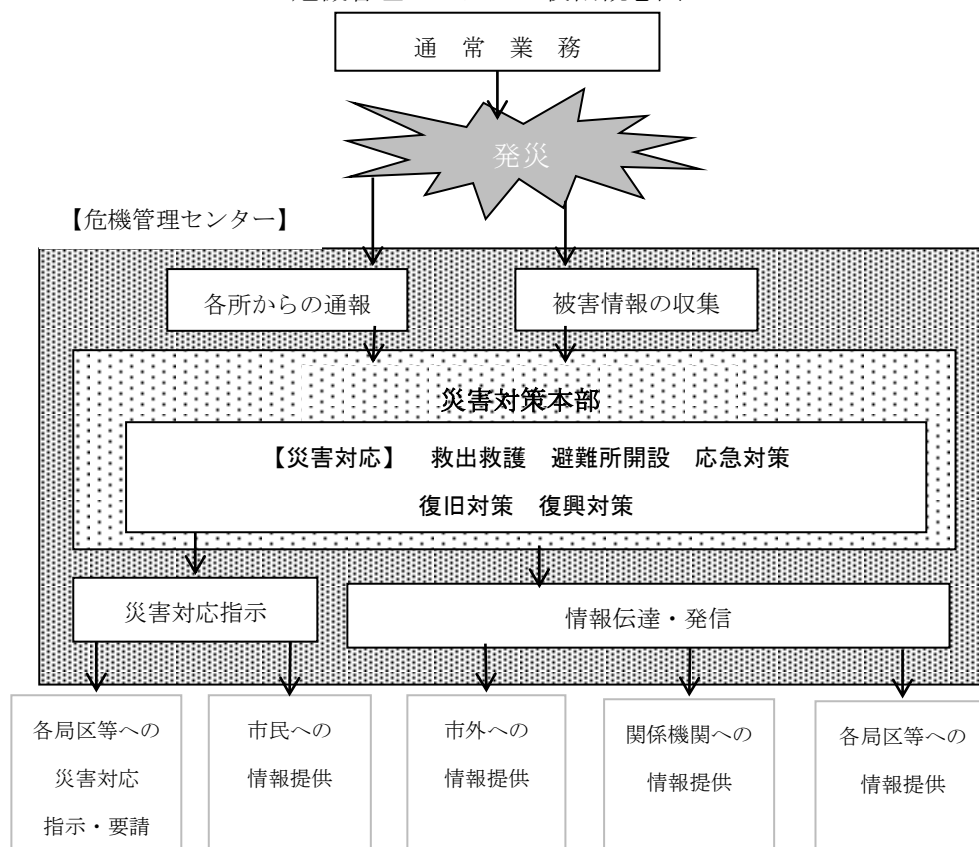 通 常 業 務
発災
【危機管理センター】
各所からの通報
被害情報の収集
災害対策本部
【災害対応】 救出救護 避難所開設 応急対策
復旧対策 復興対策
災害対応指示
情報伝達・発信
各局区等への
災害対応
指示・要請
市民への
情報提供
市外への
情報提供
関係機関への
情報提供
各局区等への
情報提供